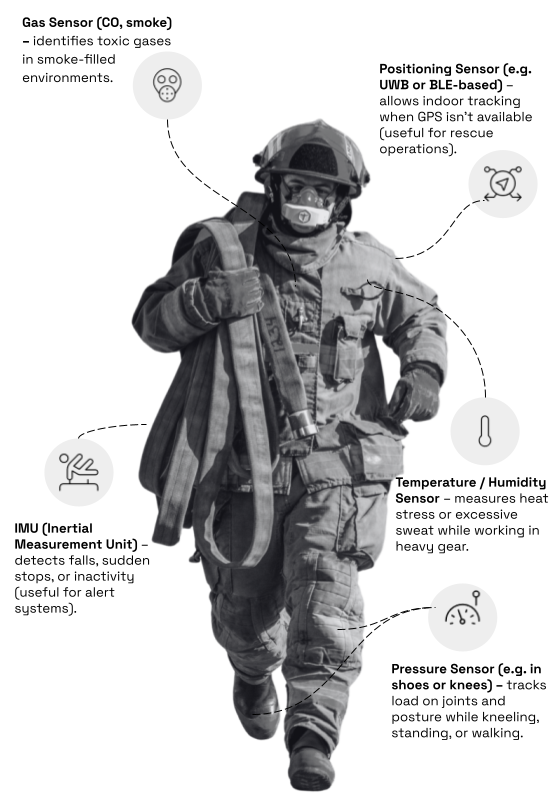 Gas Sensor (CO, smoke)
– identifies toxic gases
in smoke-filled
environments.
Positioning Sensor (e.g.
UWB or BLE-based) –
allows indoor tracking
when GPS isn't available
(useful for rescue
operations).
1234
Temperature / Humidity
Sensor – measures heat
stress or excessive
sweat while working in
heavy gear.
IMU (Inertial
Measurement Unit) –
detects falls, sudden
stops, or inactivity
(useful for alert
systems).
Pressure Sensor (e.g. in
shoes or knees) – tracks
load on joints and
posture while kneeling,
standing, or walking.